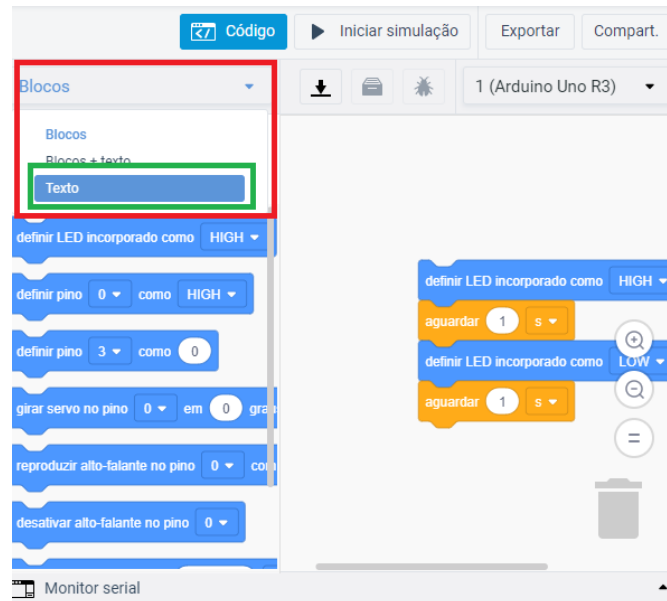 Código
Iniciar simulação
Exportar
Compart.
Blocos
1 (Arduino Uno R3)
Blocos
Blocos + texto
Texto
definir LED incorporado como HIGH
definir pino 0 como HIGH
definir pino 3 como 0
girar servo no pino 0 em 0
reproduzir alto-falante no pino 0
desativar alto-falante no pino 0
definir LED incorporado como HIGH
aguardar 1 s
definir LED incorporado como LOW
aguardar 1 s
Monitor serial